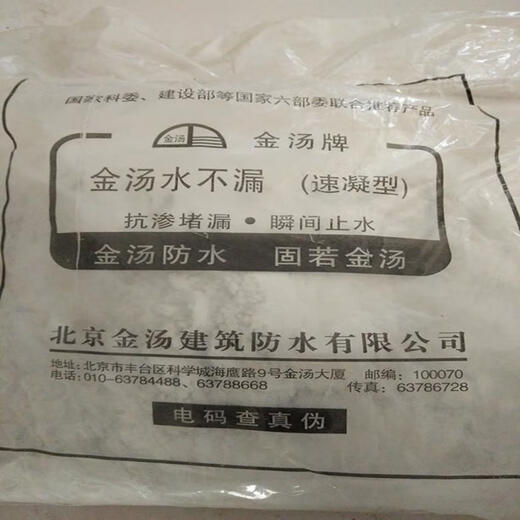 国家科委、建设部等国家六部委联合推荐产品
金汤 金汤牌
金汤水不漏 (速凝型)
抗渗堵漏·瞬间止水
金汤防水 固若金汤
北京金汤建筑防水有限公司
地址:北京市丰台区科学城海鹰路9号金汤大厦 邮编:100070
电话:010-63784488、63788668 传真:63786728
电码查真伪